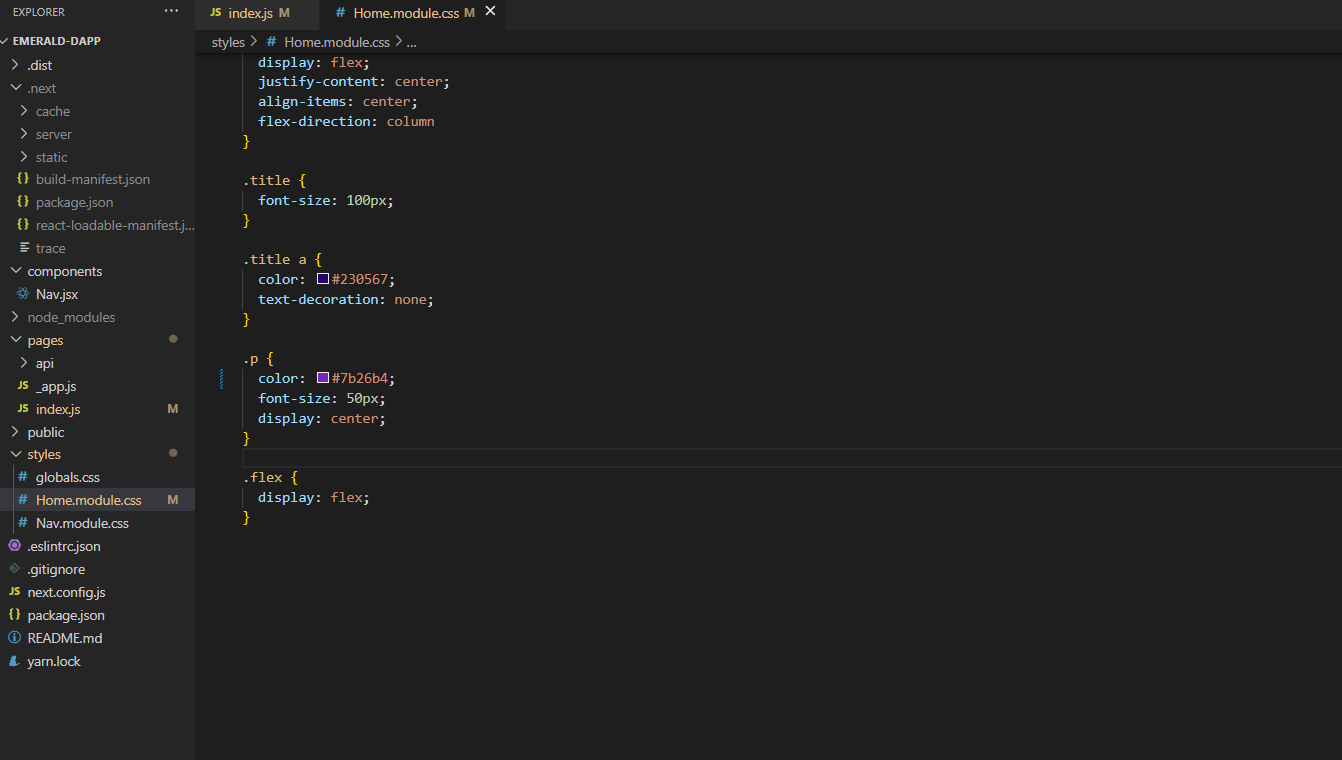 EXPLORER
EMERALD-DAPP
.dist
.next
cache
server
static
{} build-manifest.json
{} package.json
{} react-loadable-manifest.j...
trace
components
Nav.jsx
node_modules
pages
api
JS _app.js
JS index.js M
public
styles
# globals.css
# Home.module.css M
# Nav.module.css
.eslintrc.json
.gitignore
JS next.config.js
{} package.json
README.md
yarn.lock
JS index.js M
# Home.module.css M
styles > # Home.module.css > ...
display: flex;
justify-content: center;
align-items: center;
flex-direction: column
}
.title {
font-size: 100px;
}
.title a {
color: #230567;
text-decoration: none;
}
.p {
color: #7b26b4;
font-size: 50px;
display: center;
}
.flex {
display: flex;
}